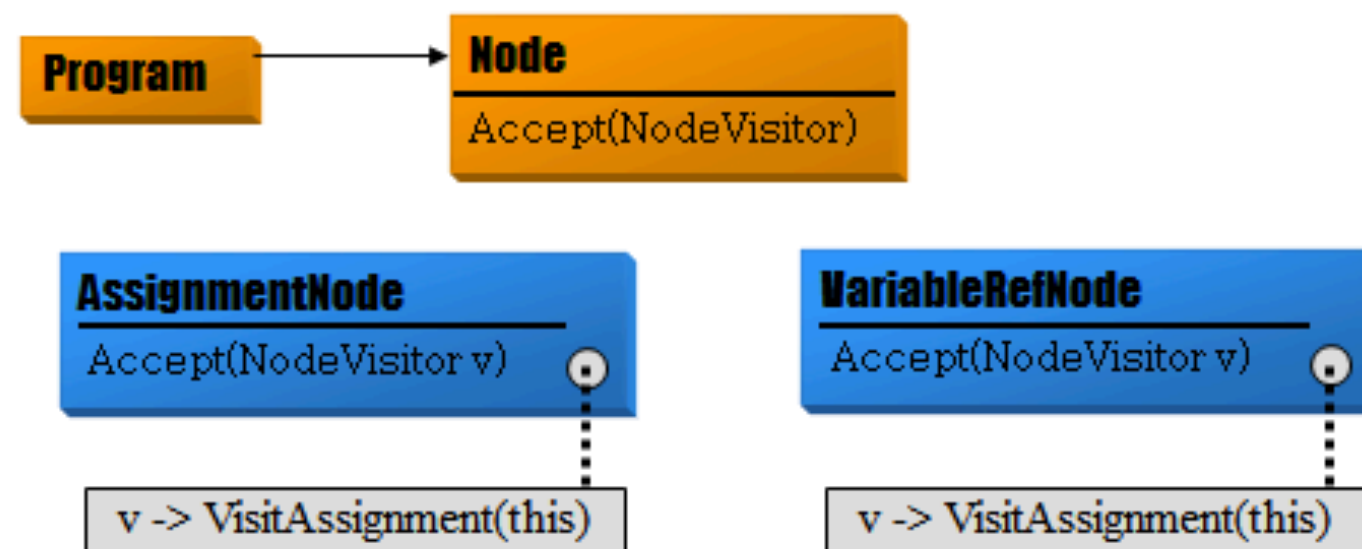 Program
Node
Accept(NodeVisitor)
AssignmentNode
Accept(NodeVisitor v)
VariableRefNode
Accept(NodeVisitor v)
v -> VisitAssignment(this)
v -> VisitAssignment(this)